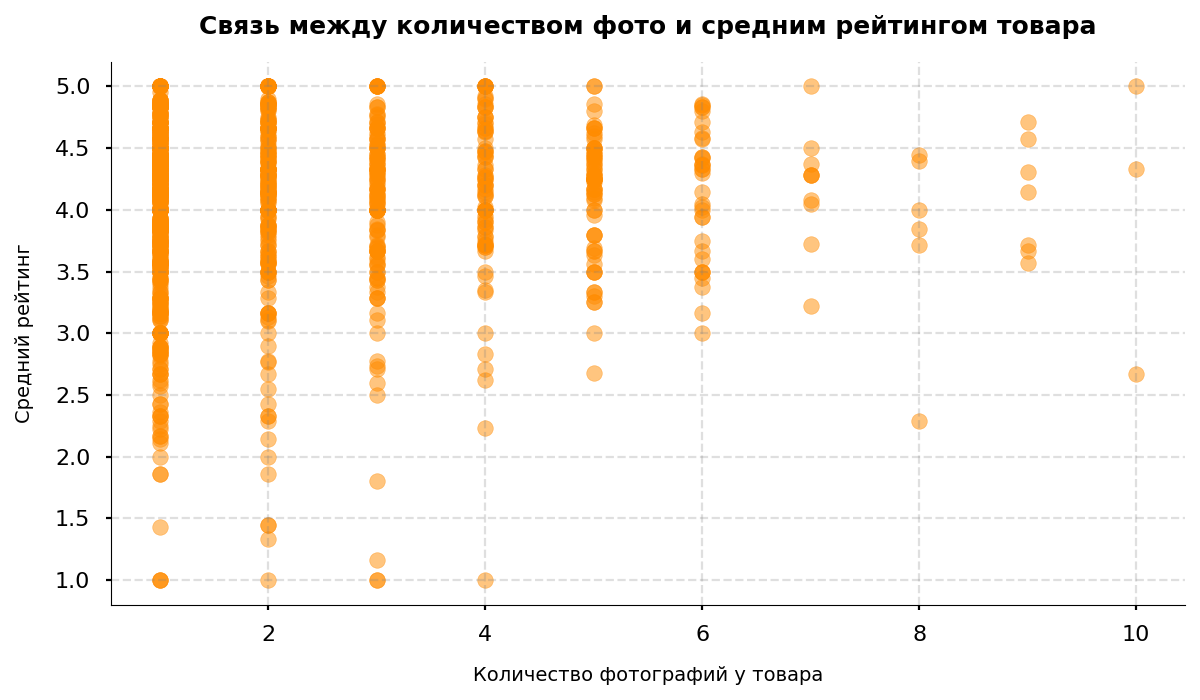 Связь между количеством фото и средним рейтингом товара
5.0
4.5
4.0
3.5
3.0
2.5
2.0
1.5
1.0
Средний рейтинг
2 4 6 8 10
Количество фотографий у товара